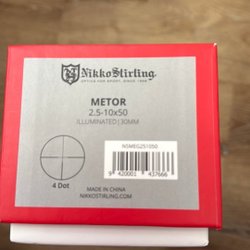 NikkoStirling.
OPTICS FOR SPORT, SINCE 1956
METOR
2.5-10x50
ILLUMINATED | 30MM
NSMEG251050
9 420001 437666
4 Dot
MADE IN CHINA
NIKKOSTIRLING.COM